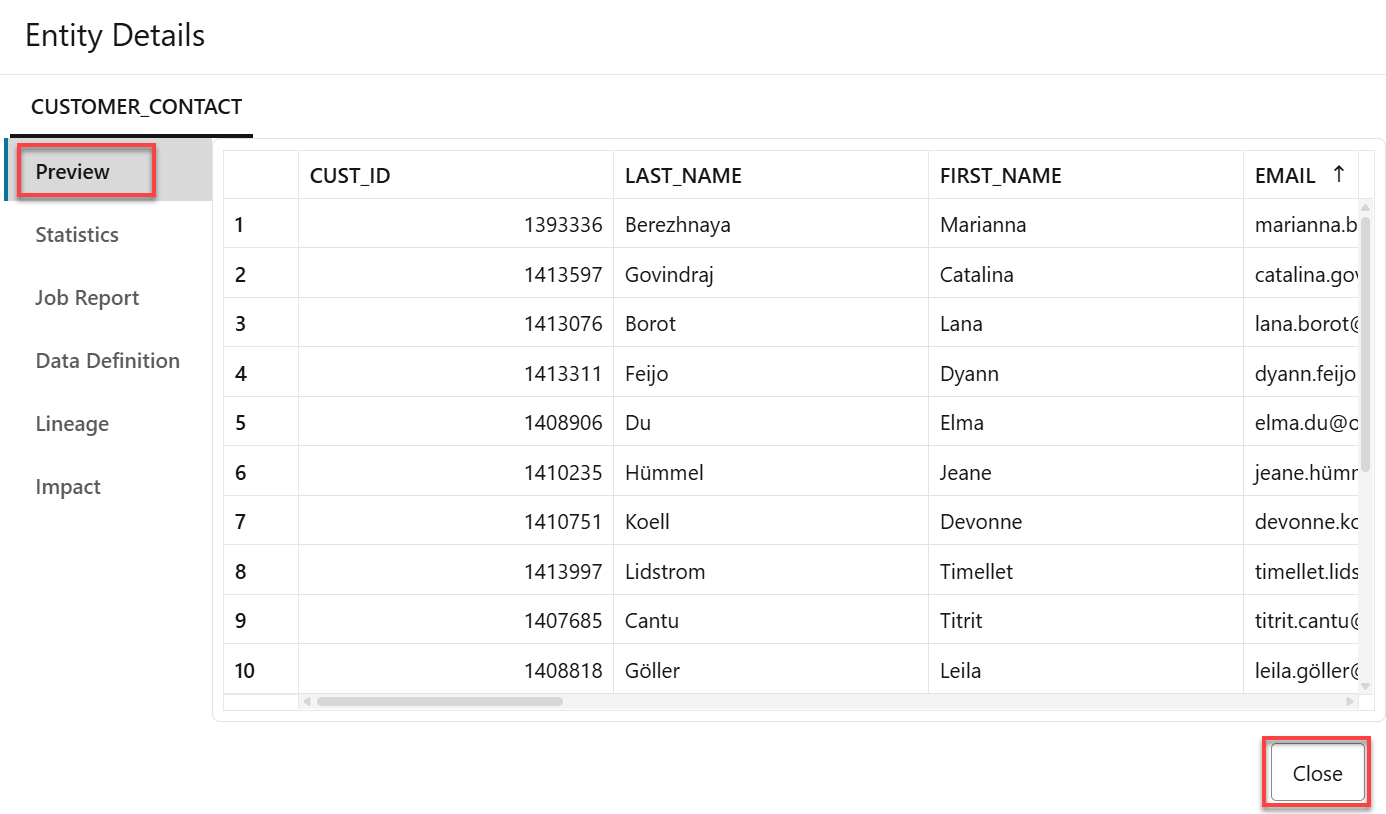 Entity Details
CUSTOMER_CONTACT
Preview
Statistics
Job Report
Data Definition
Lineage
Impact
CUST_ID LAST_NAME FIRST_NAME EMAIL ↑
1 1393336 Berezhnaya Marianna marianna.b
2 1413597 Govindraj Catalina catalina.gov
3 1413076 Borot Lana lana.borot@
4 1413311 Feijo Dyann dyann.feijo
5 1408906 Du Elma elma.du@o
6 1410235 Hümmel Jeane jeane.hümm
7 1410751 Koell Devonne devonne.ko
8 1413997 Lidstrom Timellet timellet.lids
9 1407685 Cantu Titrit titrit.cantu@
10 1408818 Göller Leila leila.göller@
Close